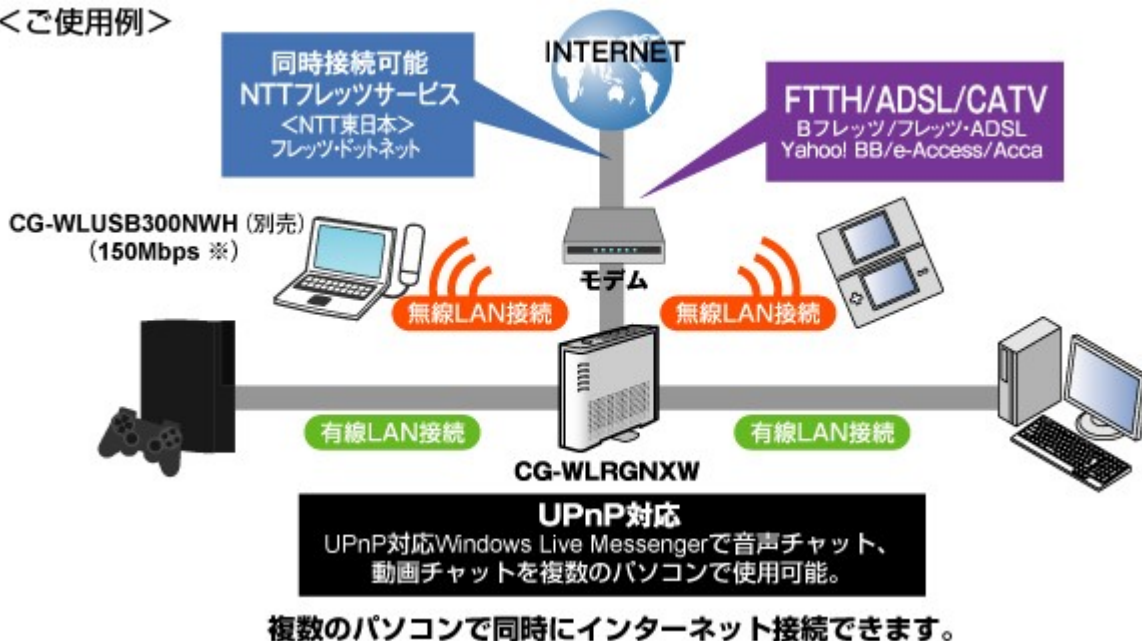 ＜ご使用例＞
INTERNET
同時接続可能
NTTフレッツサービス
＜NTT東日本＞
フレッツ・ドットネット
FTTH/ADSL/CATV
Bフレッツ/フレッツ・ADSL
Yahoo! BB/e-Access/Acca
CG-WLUSB300NWH (別売)
（150Mbps ※）
モデム
無線LAN接続
無線LAN接続
有線LAN接続
有線LAN接続
CG-WLRGNXW
UPnP対応
UPnP対応Windows Live Messengerで音声チャット、
動画チャットを複数のパソコンで使用可能。
複数のパソコンで同時にインターネット接続できます。